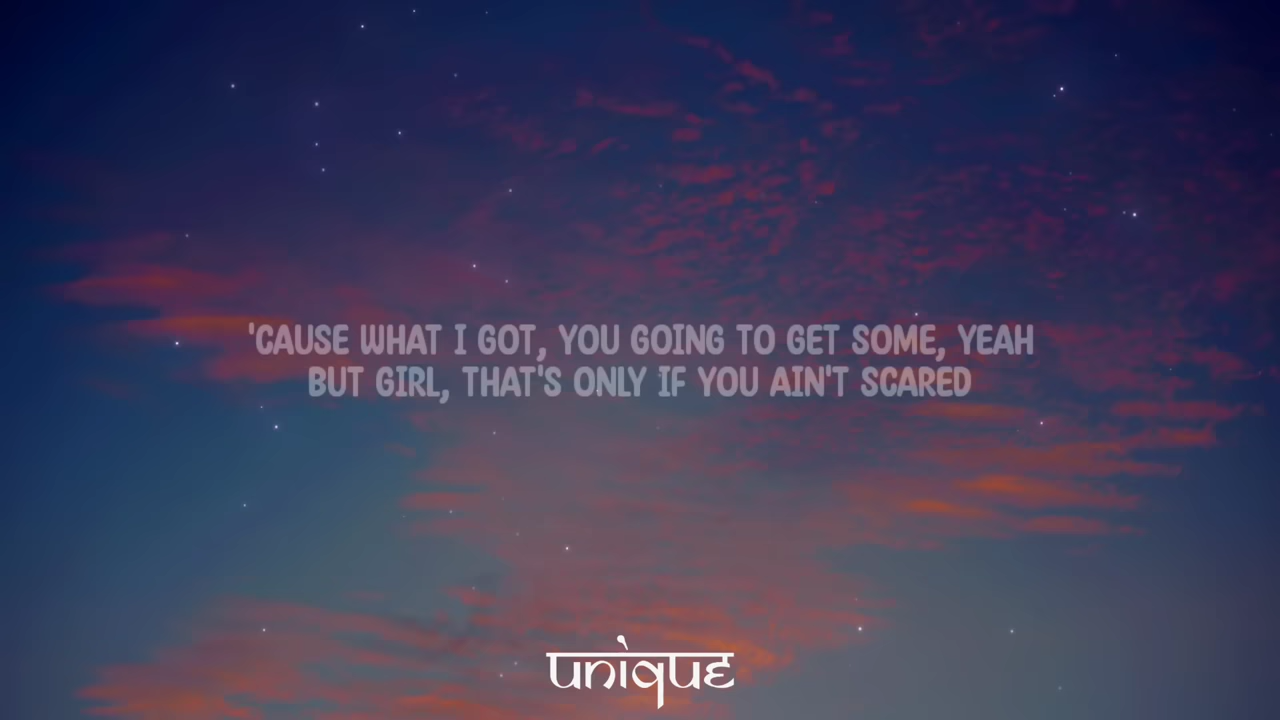 'CAUSE WHAT I GOT, YOU GOING TO GET SOME, YEAH
BUT GIRL, THAT'S ONLY IF YOU AIN'T SCARED
unique